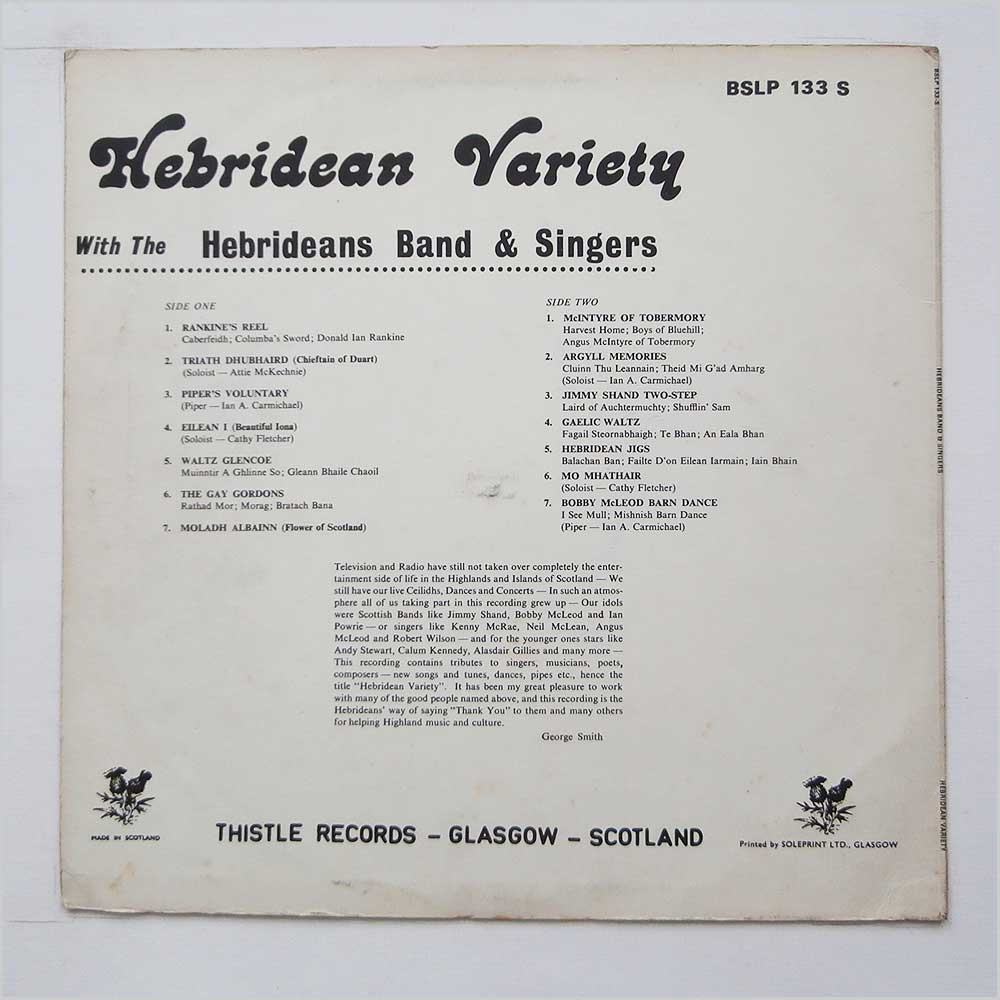 BSLP 133 S
Hebridean Variety
With The Hebrideans Band & Singers
SIDE ONE
1. RANKINE'S REEL
Caberfeidh; Columba's Sword; Donald Ian Rankine
2. TRIATH DHUBHAIRD (Chieftain of Duart)
(Soloist — Attie McKechnie)
3. PIPER'S VOLUNTARY
(Piper — Ian A. Carmichael)
4. EILEAN I (Beautiful Iona)
(Soloist — Cathy Fletcher)
5. WALTZ GLENCOE
Muinntir A Ghlinne So; Gleann Bhaile Chaoil
6. THE GAY GORDONS
Rathad Mor; Morag; Bratach Bana
7. MOLADH ALBAINN (Flower of Scotland)
SIDE TWO
1. McINTYRE OF TOBERMORY
Harvest Home; Boys of Bluehill;
Angus McIntyre of Tobermory
2. ARGYLL MEMORIES
Cluinn Thu Leannain; Theid Mi G'ad Amharg
(Soloist — Ian A. Carmichael)
3. JIMMY SHAND TWO-STEP
Laird of Auchtermuchty; Shufflin' Sam
4. GAELIC WALTZ
Fagail Steornabhaigh; Te Bhan; An Eala Bhan
5. HEBRIDEAN JIGS
Balachan Ban; Failte D'on Eilean Iarmain; Iain Bhain
6. MO MHATHAIR
(Soloist — Cathy Fletcher)
7. BOBBY McLEOD BARN DANCE
I See Mull; Mishnish Barn Dance
(Piper — Ian A. Carmichael)
Television and Radio have still not taken over completely the enter-
tainment side of life in the Highlands and Islands of Scotland — We
still have our live Ceilidhs, Dances and Concerts — In such an atmos-
phere all of us taking part in this recording grew up — Our idols
were Scottish Bands like Jimmy Shand, Bobby McLeod and Ian
Powrie — or singers like Kenny McRae, Neil McLean, Angus
McLeod and Robert Wilson — and for the younger ones stars like
Andy Stewart, Calum Kennedy, Alasdair Gillies and many more —
This recording contains tributes to singers, musicians, poets,
composers — new songs and tunes, dances, pipes etc., hence the
title "Hebridean Variety". It has been my great pleasure to work
with many of the good people named above, and this recording is the
Hebrideans' way of saying "Thank You" to them and many others
for helping Highland music and culture.
George Smith
MADE IN SCOTLAND
THISTLE RECORDS – GLASGOW – SCOTLAND
Printed by SOLEPRINT LTD., GLASGOW
BSLP 133-S
HEBRIDEANS BAND & SINGERS
HEBRIDEAN VARIETY